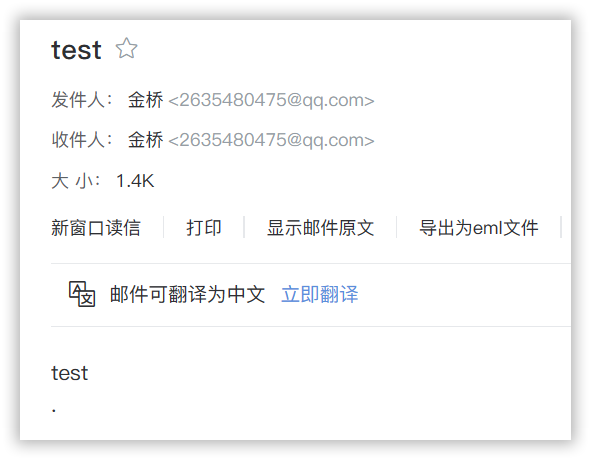 test
发件人： 金桥 <2635480475@qq.com>
收件人： 金桥 <2635480475@qq.com>
大 小： 1.4K
新窗口读信 打印 显示邮件原文 导出为eml文件
邮件可翻译为中文 立即翻译
test
.